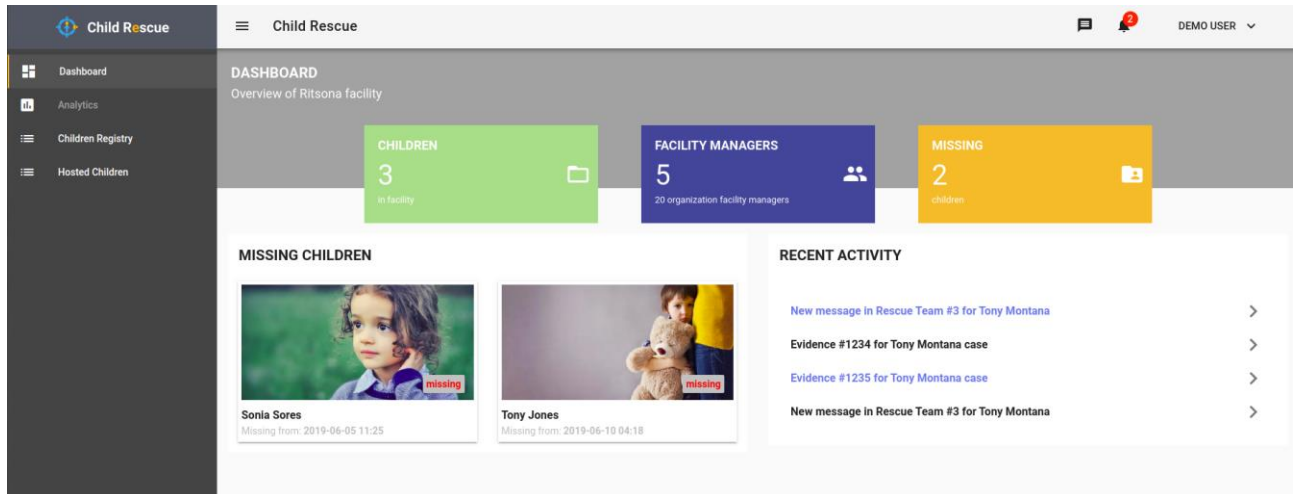 Child Rescue
Child Rescue
2
DEMO USER
Dashboard
Analytics
Children Registry
Hosted Children
DASHBOARD
Overview of Ritsona facility
CHILDREN
3
in facility
FACILITY MANAGERS
5
20 organization facility managers
MISSING
2
children
MISSING CHILDREN
missing
Sonia Sores
Missing from: 2019-06-05 11:25
missing
Tony Jones
Missing from: 2019-06-10 04:18
RECENT ACTIVITY
New message in Rescue Team #3 for Tony Montana
Evidence #1234 for Tony Montana case
Evidence #1235 for Tony Montana case
New message in Rescue Team #3 for Tony Montana